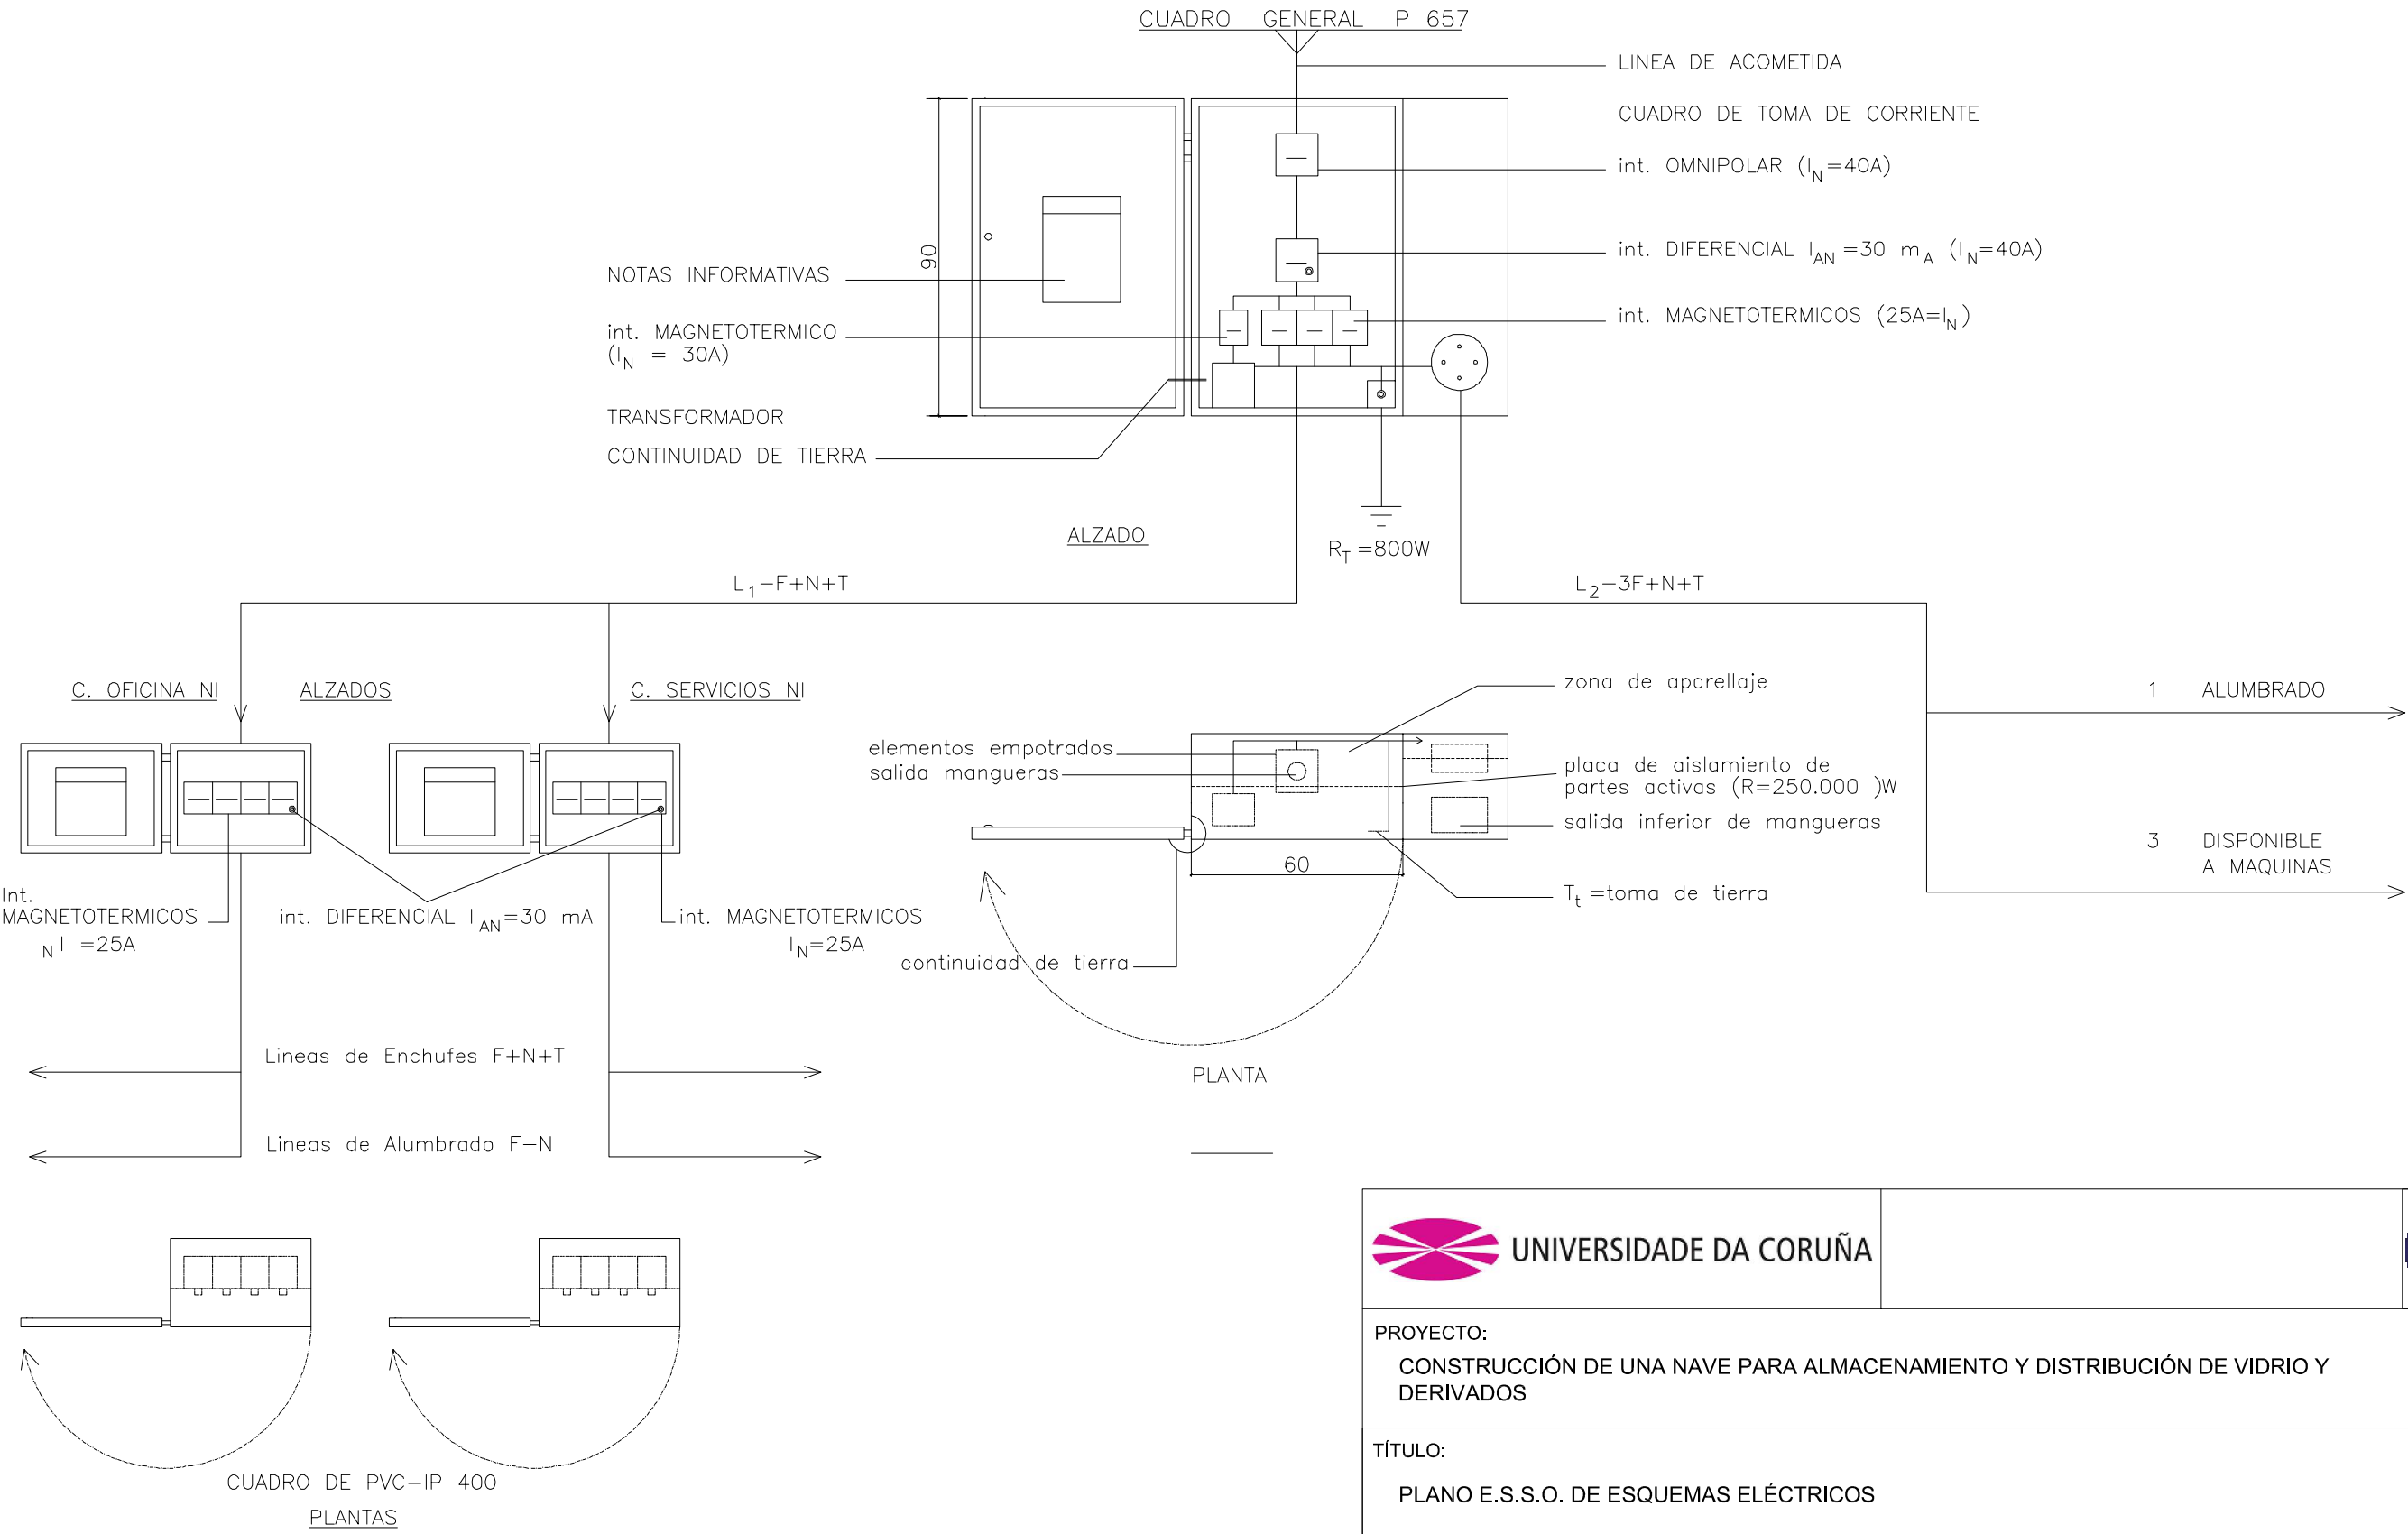 CUADRO GENERAL P 657
LINEA DE ACOMETIDA
CUADRO DE TOMA DE CORRIENTE
int. OMNIPOLAR (IN=40A)
int. DIFERENCIAL IAN=30 mA (IN=40A)
int. MAGNETOTERMICOS (25A=IN)
90
NOTAS INFORMATIVAS
int. MAGNETOTERMICO
(IN = 30A)
TRANSFORMADOR
CONTINUIDAD DE TIERRA
ALZADO
RT=800W
L1-F+N+T
L2-3F+N+T
C. OFICINA NI
ALZADOS
C. SERVICIOS NI
zona de aparellaje
elementos empotrados
salida mangueras
placa de aislamiento de
partes activas (R=250.000 )W
salida inferior de mangueras
60
Tt=toma de tierra
continuidad de tierra
PLANTA
1 ALUMBRADO
3 DISPONIBLE
A MAQUINAS
Int.
MAGNETOTERMICOS
N I =25A
int. DIFERENCIAL IAN=30 mA
int. MAGNETOTERMICOS
IN=25A
Lineas de Enchufes F+N+T
Lineas de Alumbrado F-N
CUADRO DE PVC-IP 400
PLANTAS
UNIVERSIDADE DA CORUÑA
PROYECTO:
CONSTRUCCIÓN DE UNA NAVE PARA ALMACENAMIENTO Y DISTRIBUCIÓN DE VIDRIO Y
DERIVADOS
TÍTULO:
PLANO E.S.S.O. DE ESQUEMAS ELÉCTRICOS